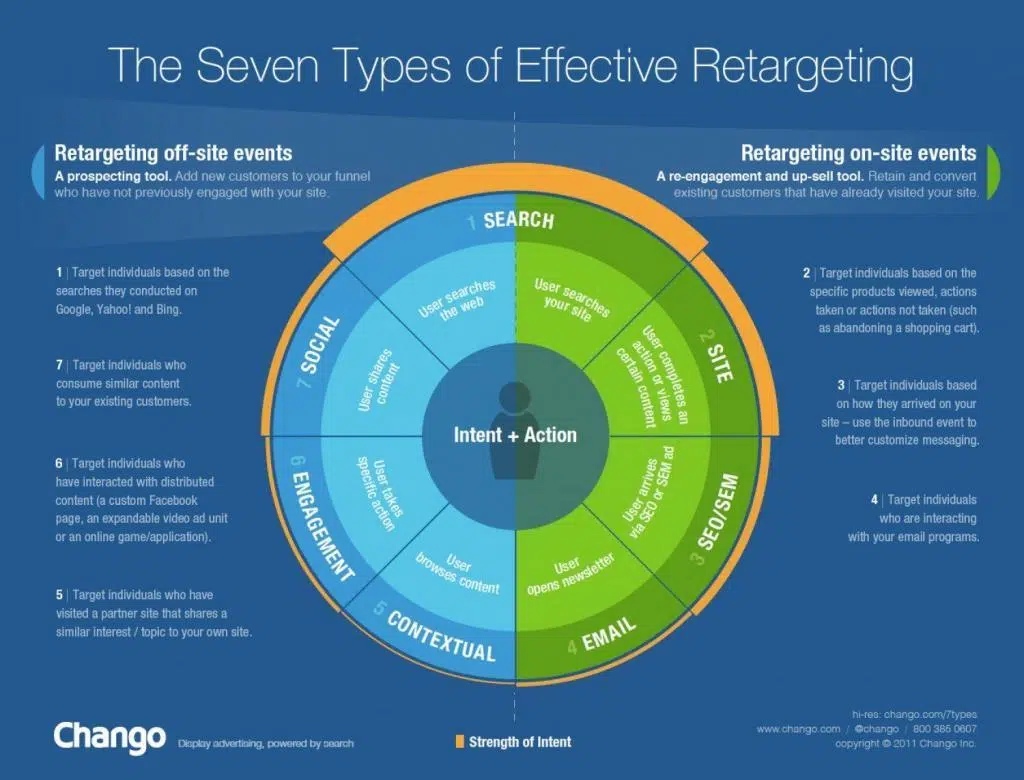 The Seven Types of Effective Retargeting
Retargeting off-site events
A prospecting tool. Add new customers to your funnel
who have not previously engaged with your site.
Retargeting on-site events
A re-engagement and up-sell tool. Retain and convert
existing customers that have already visited your site.
1 | Target individuals based on the
searches they conducted on
Google, Yahoo! and Bing.
7 | Target individuals who
consume similar content
to your existing customers.
6 | Target individuals who
have interacted with distributed
content (a custom Facebook
page, an expandable video ad unit
or an online game/application).
5 | Target individuals who have
visited a partner site that shares a
similar interest / topic to your own site.
1 SEARCH
User searches
the web
User searches
your site
2 SITE
User completes an
action or views
certain content
3 SEO/SEM
User arrives
via SEO or SEM ad
4 EMAIL
User
opens newsletter
5 CONTEXTUAL
User
browses content
6 ENGAGEMENT
User takes
specific action
7 SOCIAL
User shares
content
Intent + Action
2 | Target individuals based on the
specific products viewed, actions
taken or actions not taken (such
as abandoning a shopping cart).
3 | Target individuals based
on how they arrived on your
site – use the inbound event to
better customize messaging.
4 | Target individuals
who are interacting
with your email programs.
Chango Display advertising, powered by search
Strength of Intent
hi-res: chango.com/7types
www.chango.com / @chango / 800 385 0607
copyright © 2011 Chango Inc.